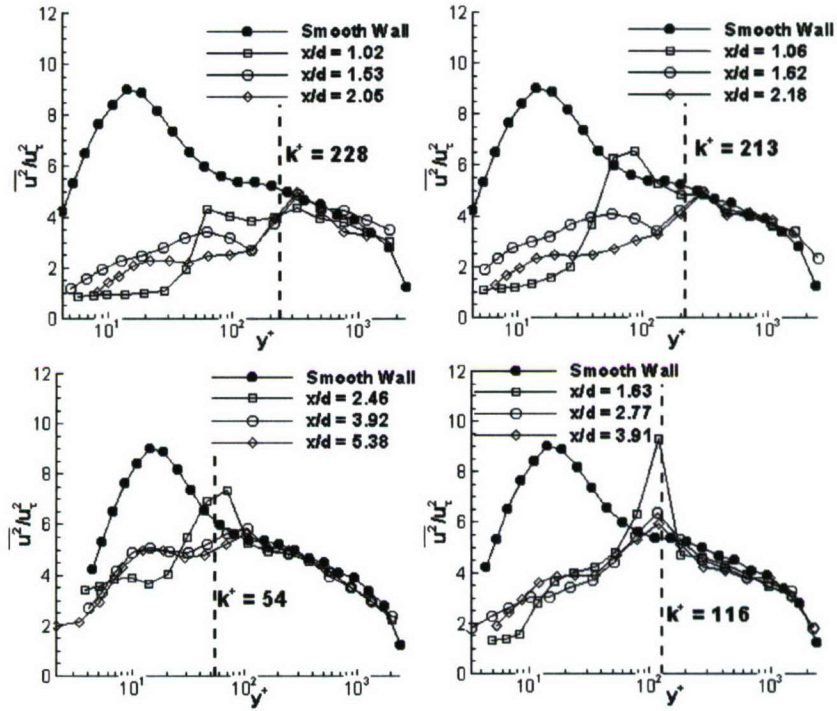 12
10
8
6
4
2
0
u²/u²τ
Smooth Wall
x/d = 1.02
x/d = 1.53
x/d = 2.05
k⁺ = 228
10¹
10²
10³
y⁺
12
10
8
6
4
2
0
u²/u²τ
Smooth Wall
x/d = 1.06
x/d = 1.62
x/d = 2.18
k⁺ = 213
10¹
10²
10³
y⁺
12
10
8
6
4
2
0
u²/u²τ
Smooth Wall
x/d = 2.46
x/d = 3.92
x/d = 5.38
k⁺ = 54
10¹
10²
10³
y⁺
12
10
8
6
4
2
0
u²/u²τ
Smooth Wall
x/d = 1.63
x/d = 2.77
x/d = 3.91
k⁺ = 116
10¹
10²
10³
y⁺